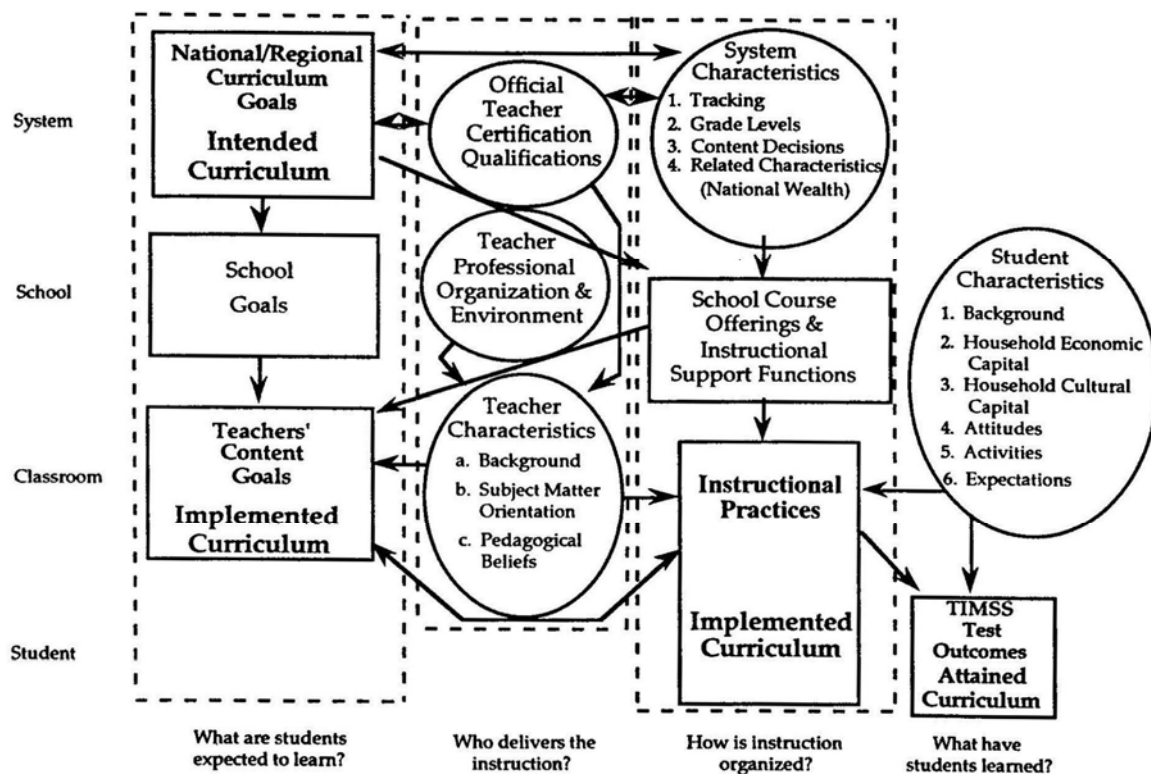 System
School
Classroom
Student
National/Regional
Curriculum
Goals
Intended
Curriculum
School
Goals
Teachers'
Content
Goals
Implemented
Curriculum
What are students
expected to learn?
Official
Teacher
Certification
Qualifications
Teacher
Professional
Organization &
Environment
Teacher
Characteristics
a. Background
b. Subject Matter
Orientation
c. Pedagogical
Beliefs
Who delivers the
instruction?
System
Characteristics
1. Tracking
2. Grade Levels
3. Content Decisions
4. Related Characteristics
(National Wealth)
School Course
Offerings &
Instructional
Support Functions
Instructional
Practices
Implemented
Curriculum
How is instruction
organized?
Student
Characteristics
1. Background
2. Household Economic
Capital
3. Household Cultural
Capital
4. Attitudes
5. Activities
6. Expectations
TIMSS
Test
Outcomes
Attained
Curriculum
What have
students learned?